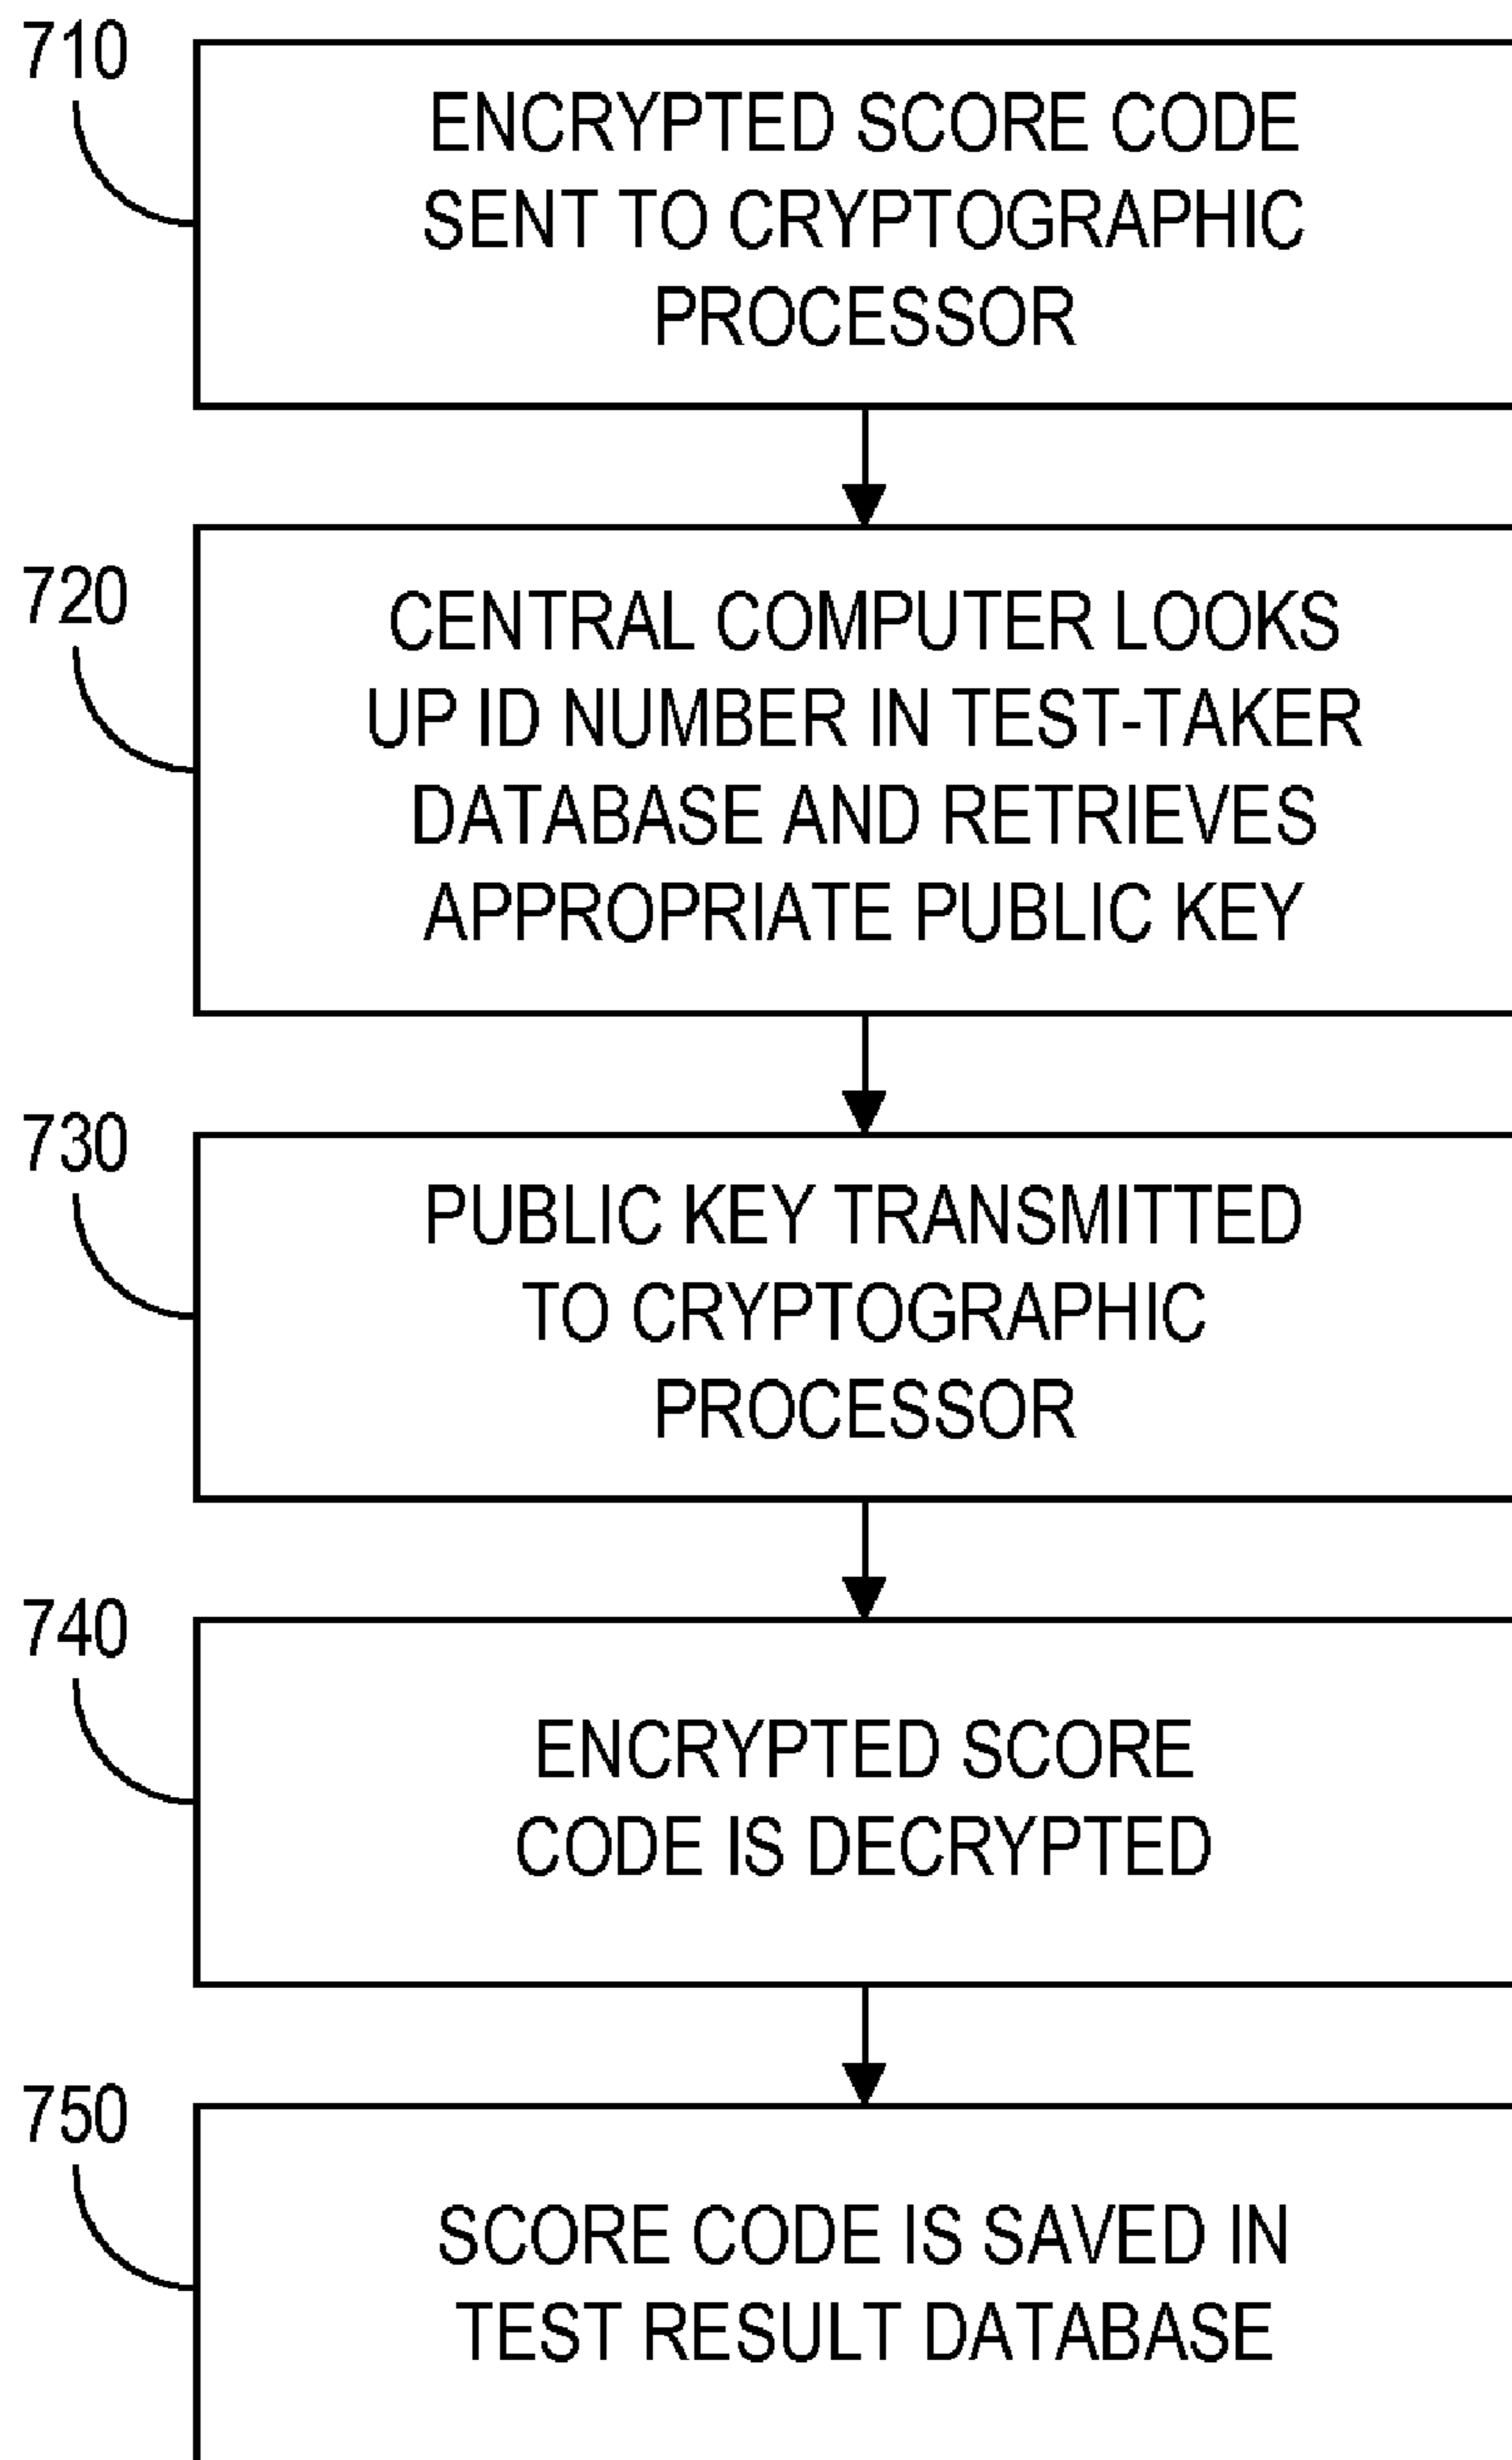 710
ENCRYPTED SCORE CODE
SENT TO CRYPTOGRAPHIC
PROCESSOR
720
CENTRAL COMPUTER LOOKS
UP ID NUMBER IN TEST-TAKER
DATABASE AND RETRIEVES
APPROPRIATE PUBLIC KEY
730
PUBLIC KEY TRANSMITTED
TO CRYPTOGRAPHIC
PROCESSOR
740
ENCRYPTED SCORE
CODE IS DECRYPTED
750
SCORE CODE IS SAVED IN
TEST RESULT DATABASE